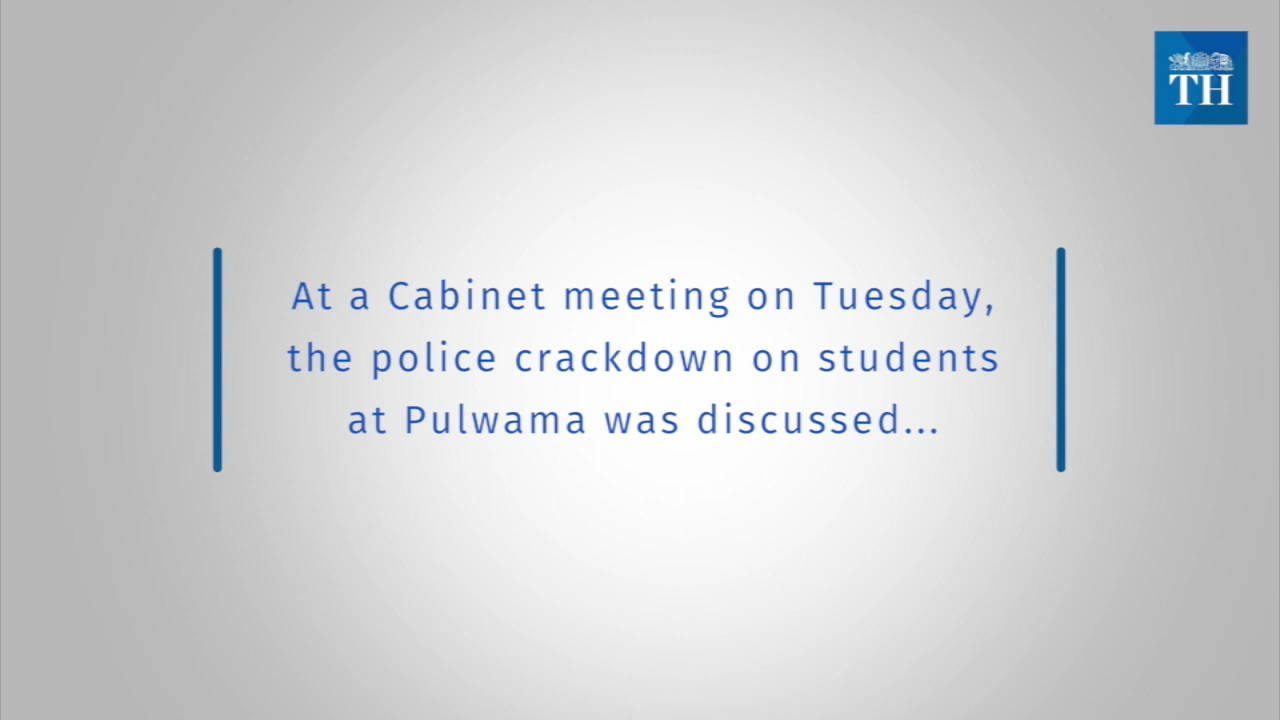 TH
At a Cabinet meeting on Tuesday,
the police crackdown on students
at Pulwama was discussed...